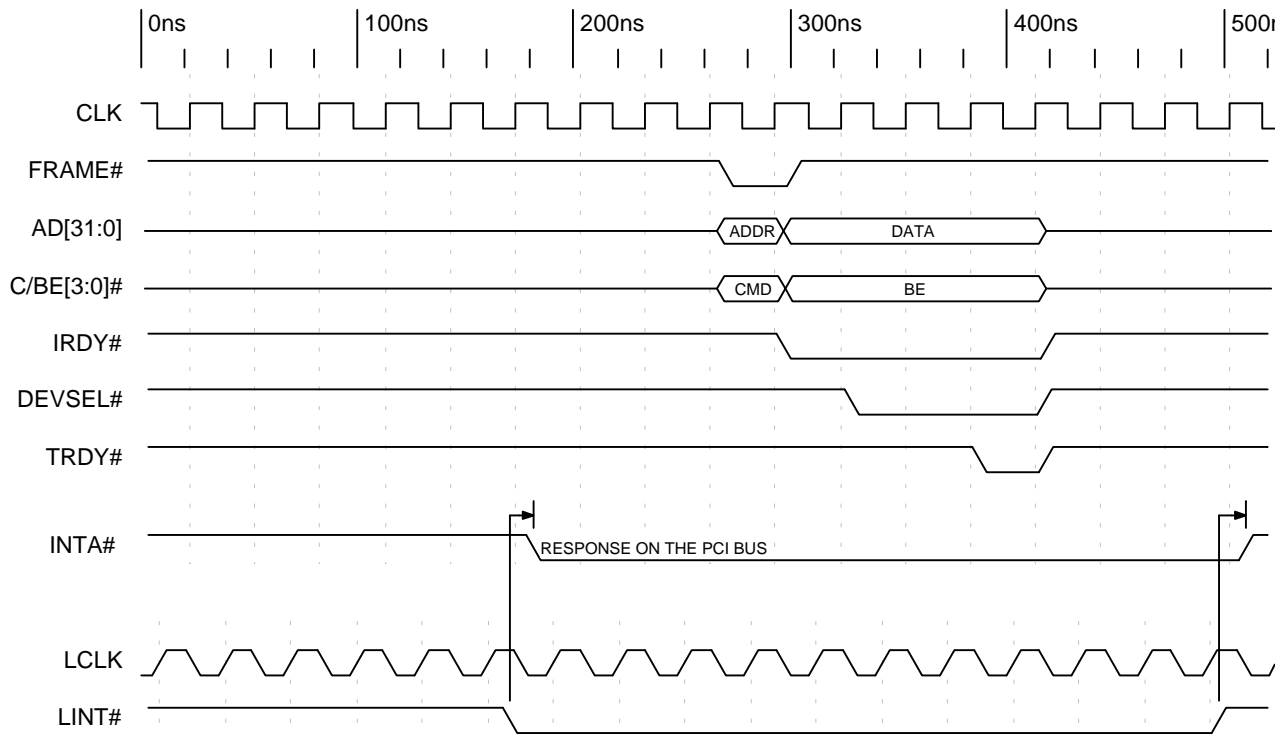 0ns 100ns 200ns 300ns 400ns 500n
CLK
FRAME#
AD[31:0] ADDR DATA
C/BE[3:0]# CMD BE
IRDY#
DEVSEL#
TRDY#
INTA# RESPONSE ON THE PCI BUS
LCLK
LINT#